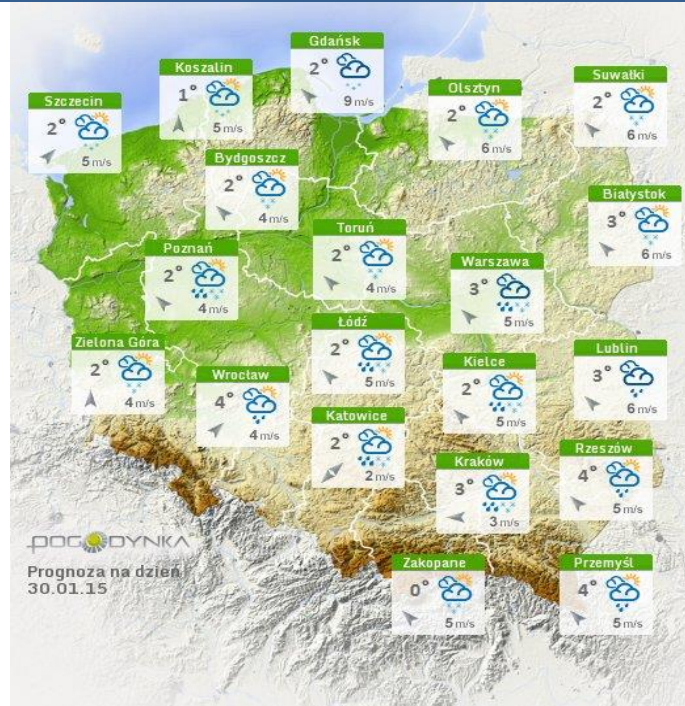 Gdańsk
2°
9 m/s
Koszalin
1°
5 m/s
Suwałki
2°
6 m/s
Olsztyn
2°
6 m/s
Szczecin
2°
5 m/s
Bydgoszcz
2°
4 m/s
Białystok
3°
6 m/s
Toruń
2°
4 m/s
Poznań
2°
4 m/s
Warszawa
3°
5 m/s
Łódź
2°
5 m/s
Zielona Góra
2°
4 m/s
Lublin
3°
6 m/s
Kielce
2°
5 m/s
Wrocław
4°
4 m/s
Katowice
2°
2 m/s
Rzeszów
4°
5 m/s
Kraków
3°
3 m/s
POGODYNKA
Prognoza na dzień
30.01.15
Zakopane
0°
5 m/s
Przemyśl
4°
5 m/s